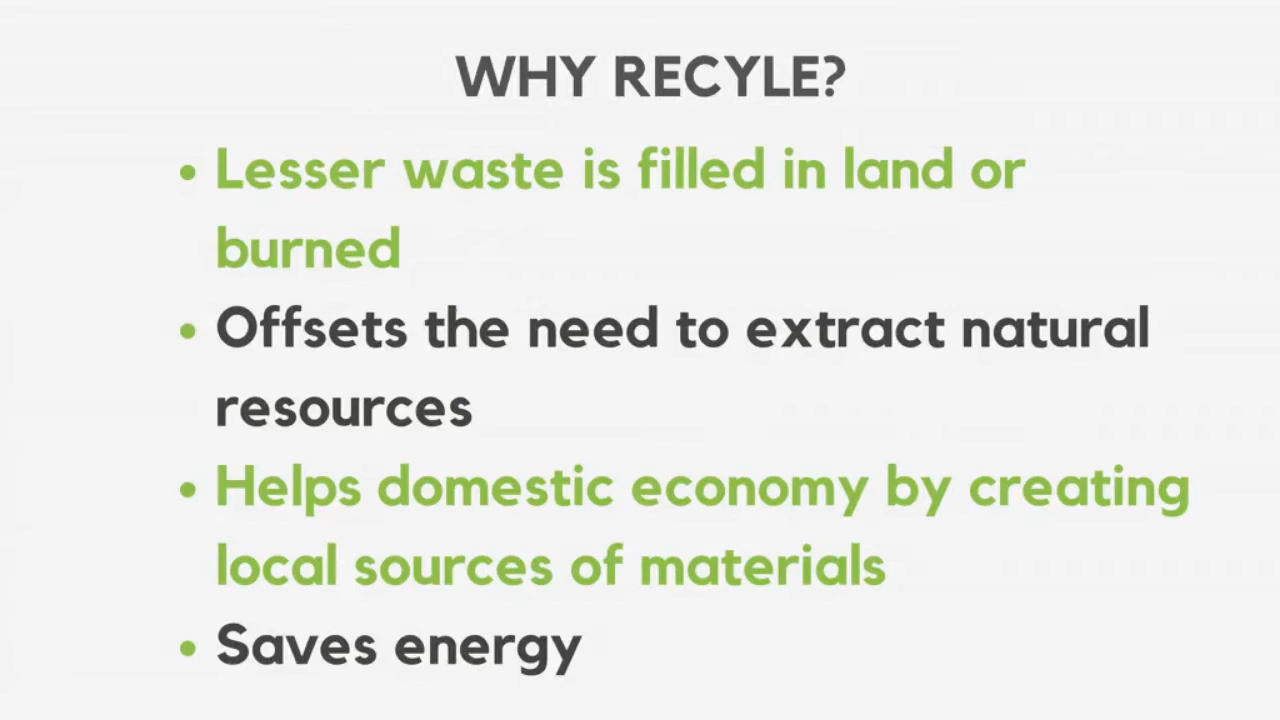 WHY RECYLE?
• Lesser waste is filled in land or
burned
• Offsets the need to extract natural
resources
• Helps domestic economy by creating
local sources of materials
• Saves energy